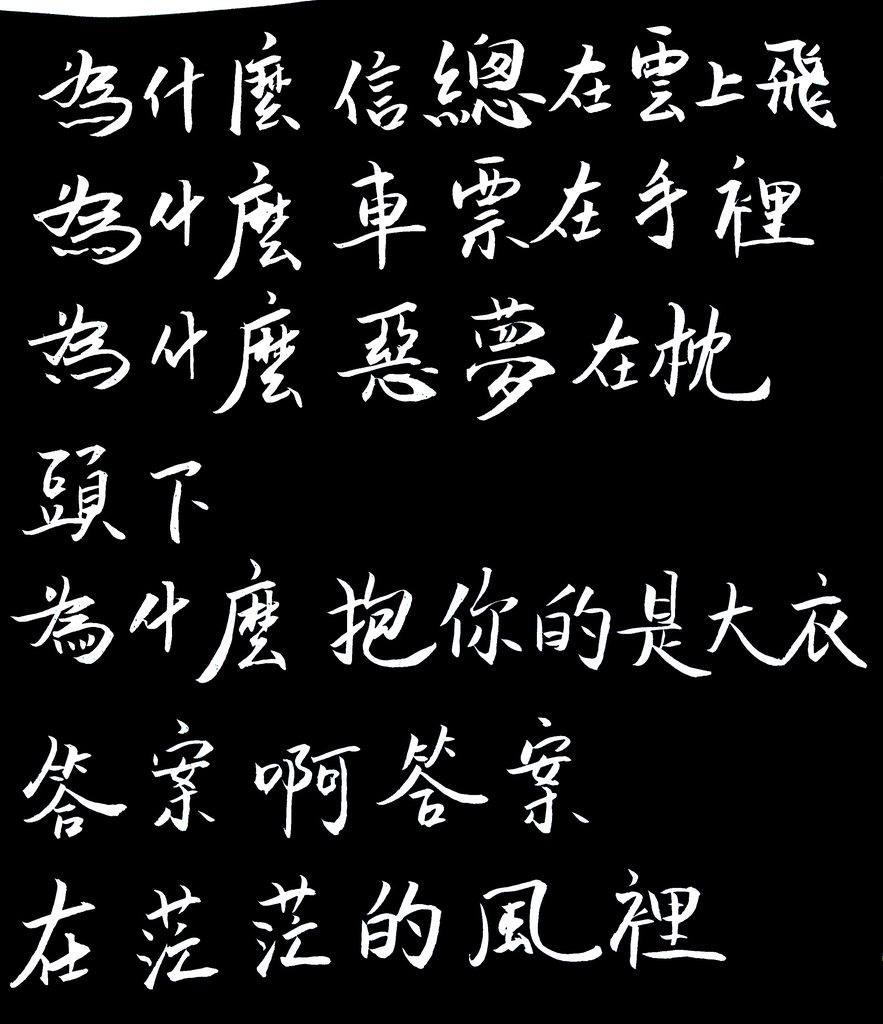 為什麼 信總在雲上飛
為什麼 車票在手裡
為什麼 惡夢在枕
頭下
為什麼 抱你的是大衣
答案啊答案
在茫茫的風裡